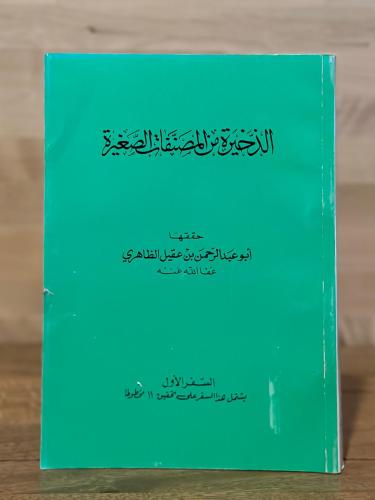 الذخيرة من المصنفات الصغيرة
حققها
أبو عبد الرحمن بن عقيل الظاهري
عفا الله عنه
السفر الأول
يشتمل هذا السفر على تحقيق ١١ مخطوطا